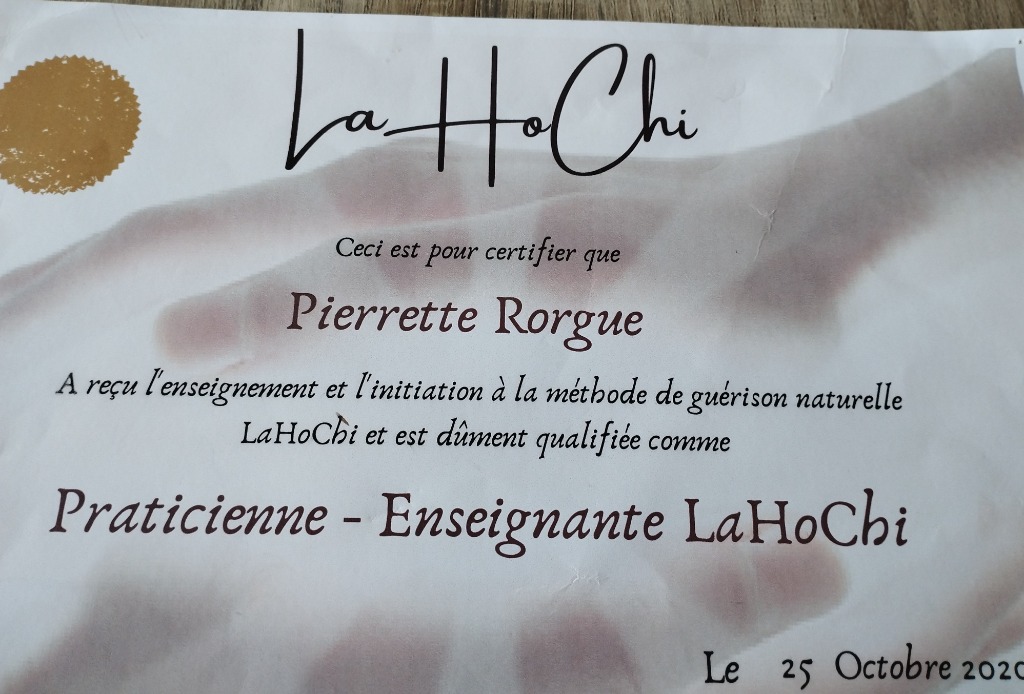 LaHoChi
Ceci est pour certifier que
Pierrette Rorgue
A reçu l'enseignement et l'initiation à la méthode de guérison naturelle
LaHoChi et est dûment qualifiée comme
Praticienne - Enseignante LaHoChi
Le 25 Octobre 2020